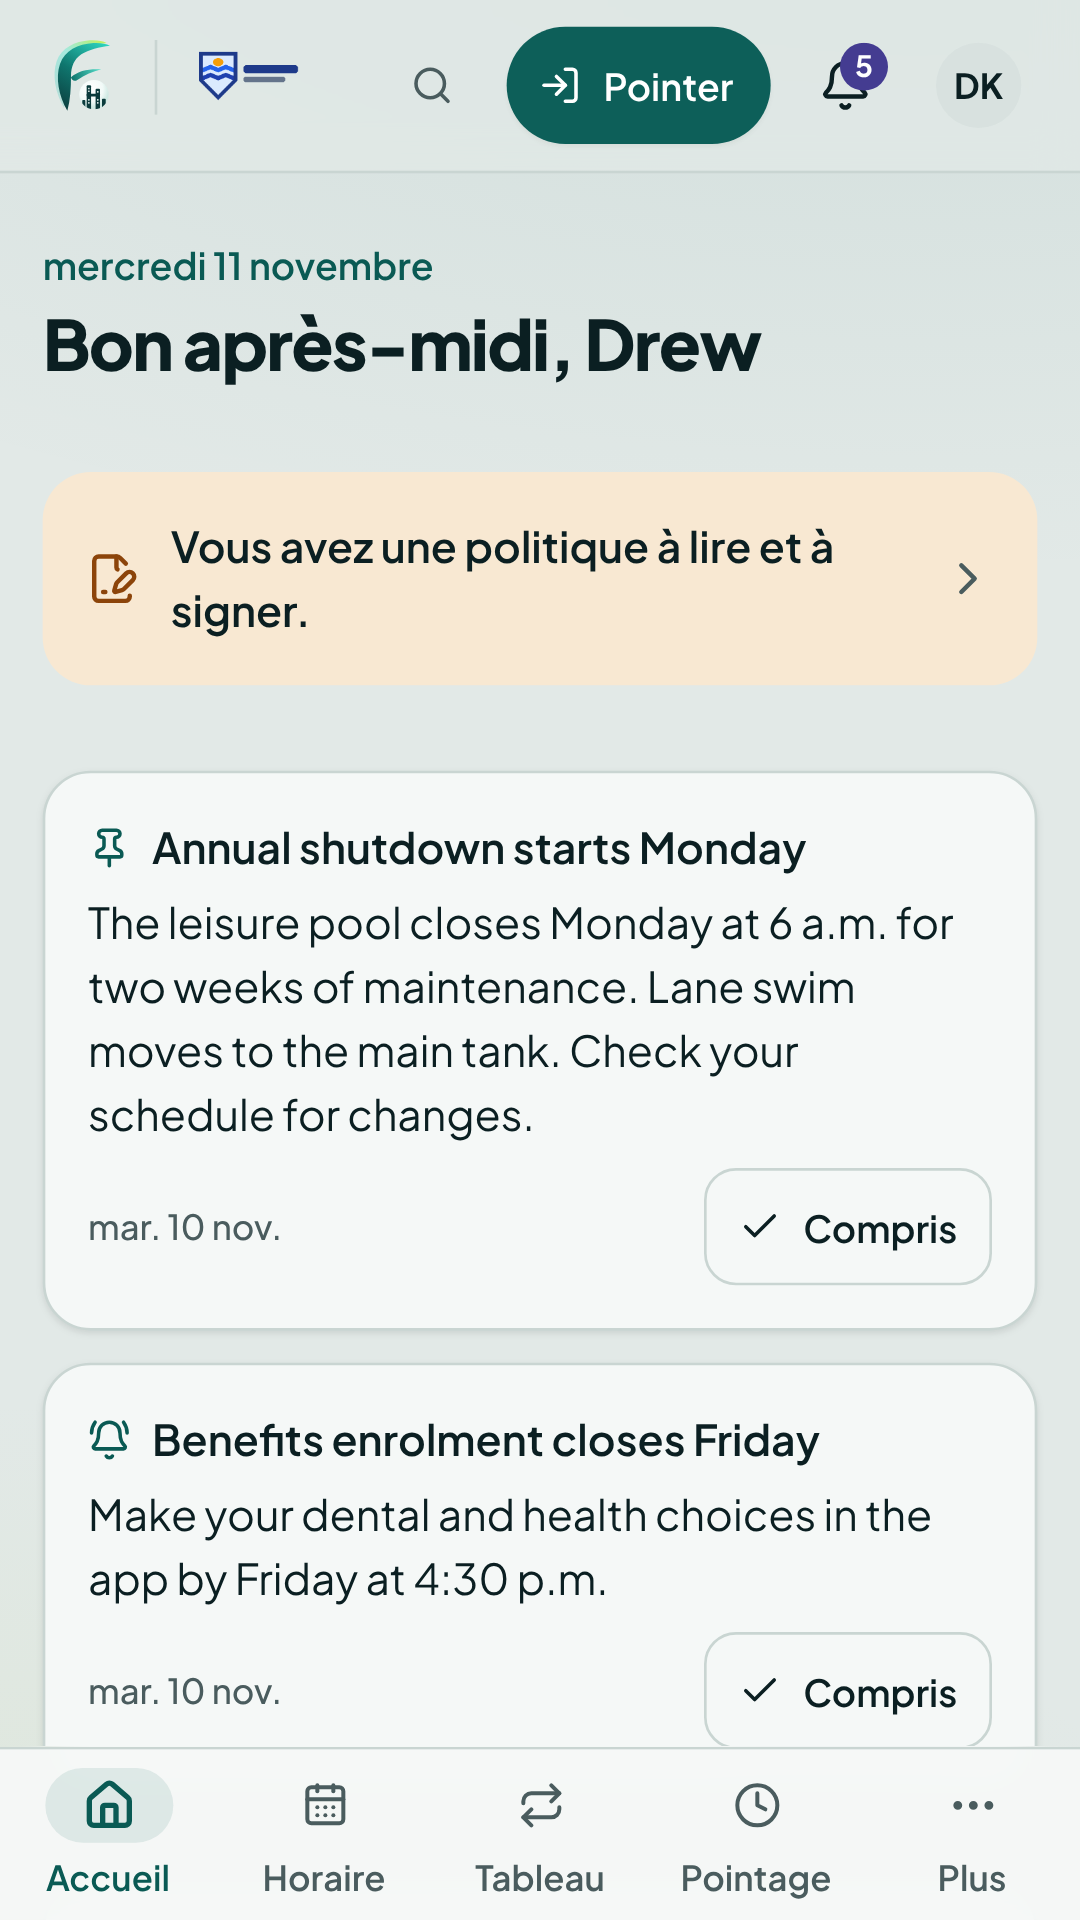 Pointer
5
DK
mercredi 11 novembre
Bon après-midi, Drew
Vous avez une politique à lire et à
signer.
Annual shutdown starts Monday
The leisure pool closes Monday at 6 a.m. for
two weeks of maintenance. Lane swim
moves to the main tank. Check your
schedule for changes.
mar. 10 nov.
Compris
Benefits enrolment closes Friday
Make your dental and health choices in the
app by Friday at 4:30 p.m.
mar. 10 nov.
Compris
Accueil
Horaire
Tableau
Pointage
Plus